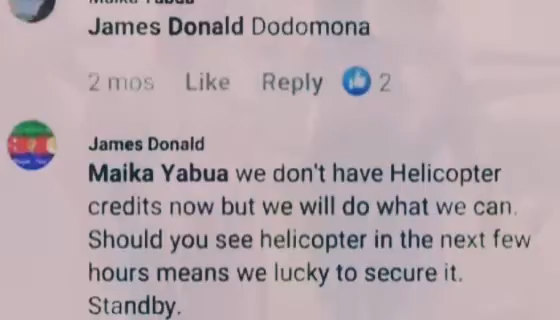 Maika Yabua
James Donald Dodomona
2 mos Like Reply 2
James Donald
Maika Yabua we don't have Helicopter
credits now but we will do what we can.
Should you see helicopter in the next few
hours means we lucky to secure it.
Standby.